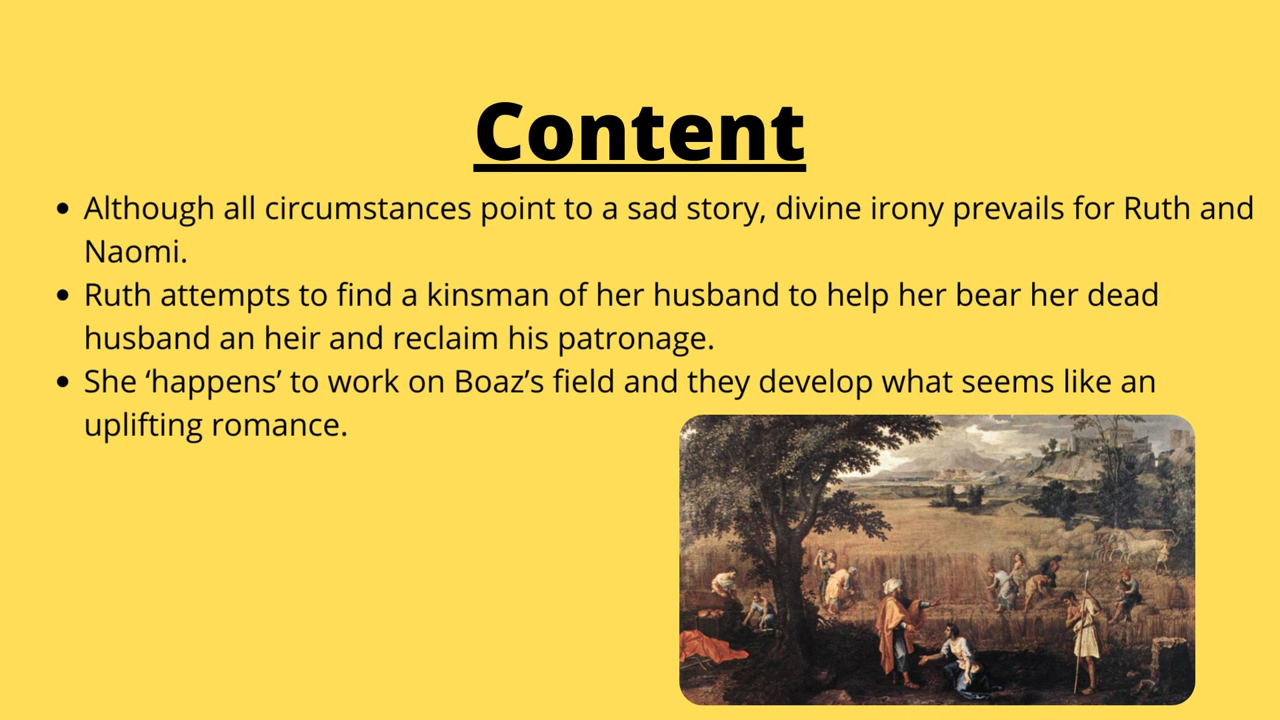 Content
• Although all circumstances point to a sad story, divine irony prevails for Ruth and
Naomi.
• Ruth attempts to find a kinsman of her husband to help her bear her dead
husband an heir and reclaim his patronage.
• She ‘happens’ to work on Boaz’s field and they develop what seems like an
uplifting romance.